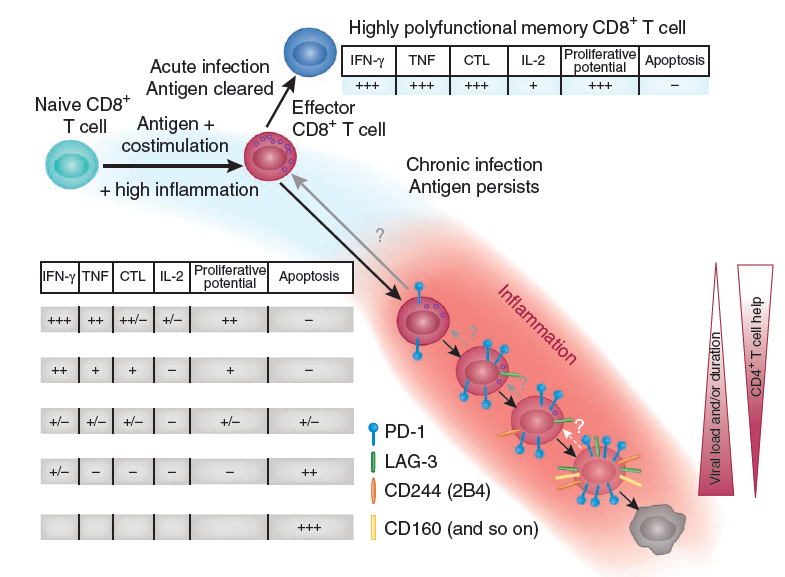 Highly polyfunctional memory CD8+ T cell
IFN-γ TNF CTL IL-2 Proliferative potential Apoptosis
+++ +++ +++ + +++ –
Acute infection
Antigen cleared
Naive CD8+
T cell
Antigen +
costimulation
+ high inflammation
Effector
CD8+ T cell
Chronic infection
Antigen persists
?
Inflammation
?
?
?
IFN-γ TNF CTL IL-2 Proliferative potential Apoptosis
+++ ++ ++/– +/– ++ –
++ + + – + –
+/– +/– +/– – +/– +/–
+/– – – – – ++
+++
PD-1
LAG-3
CD244 (2B4)
CD160 (and so on)
Viral load and/or duration
CD4+ T cell help